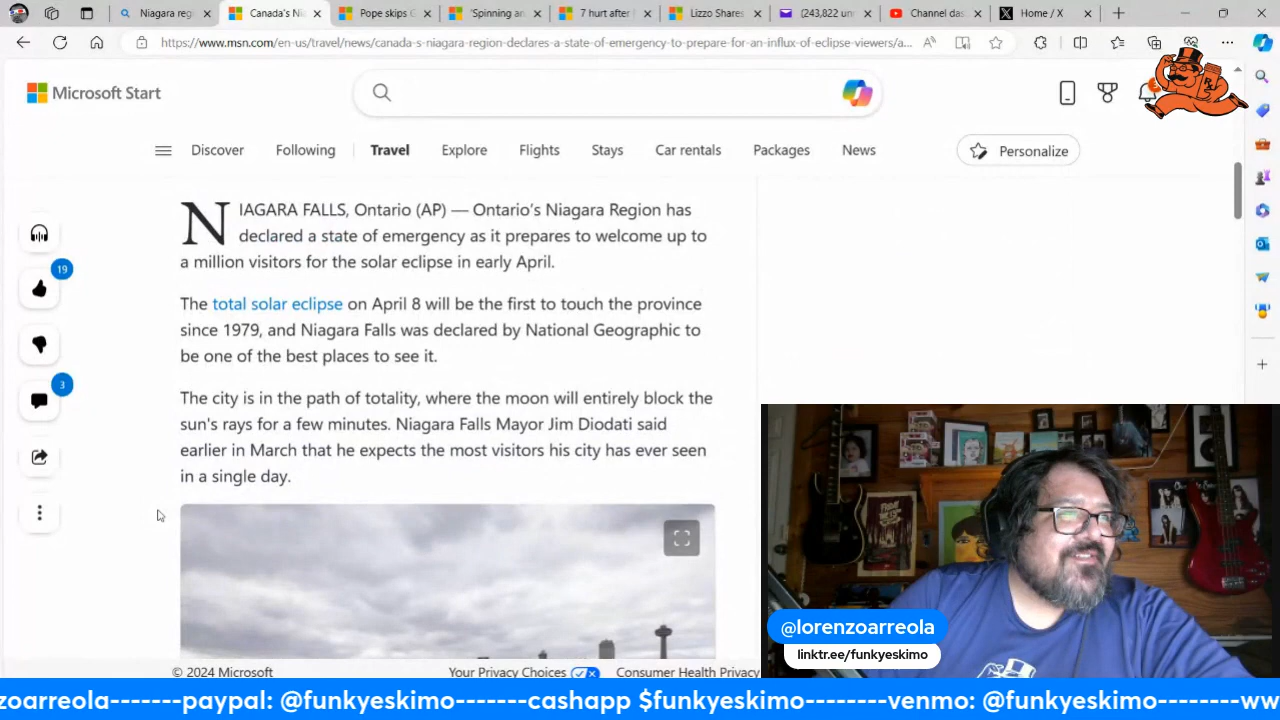 Niagara reg
Canada's Nia
Pope skips G
'Spinning an
7 hurt after
Lizzo Shares
(243,822 un
Channel das
Home / X
https://www.msn.com/en-us/travel/news/canada-s-niagara-region-declares-a-state-of-emergency-to-prepare-for-an-influx-of-eclipse-viewers/a...
Microsoft Start
Discover Following Travel Explore Flights Stays Car rentals Packages News Personalize
19
3
NIAGARA FALLS, Ontario (AP) — Ontario's Niagara Region has
declared a state of emergency as it prepares to welcome up to
a million visitors for the solar eclipse in early April.
The total solar eclipse on April 8 will be the first to touch the province
since 1979, and Niagara Falls was declared by National Geographic to
be one of the best places to see it.
The city is in the path of totality, where the moon will entirely block the
sun's rays for a few minutes. Niagara Falls Mayor Jim Diodati said
earlier in March that he expects the most visitors his city has ever seen
in a single day.
© 2024 Microsoft Your Privacy Choices Consumer Health Privacy
@lorenzoarreola
linktr.ee/funkyeskimo
zoarreola-------paypal: @funkyeskimo-------cashapp $funkyeskimo--------venmo: @funkyeskimo--------ww